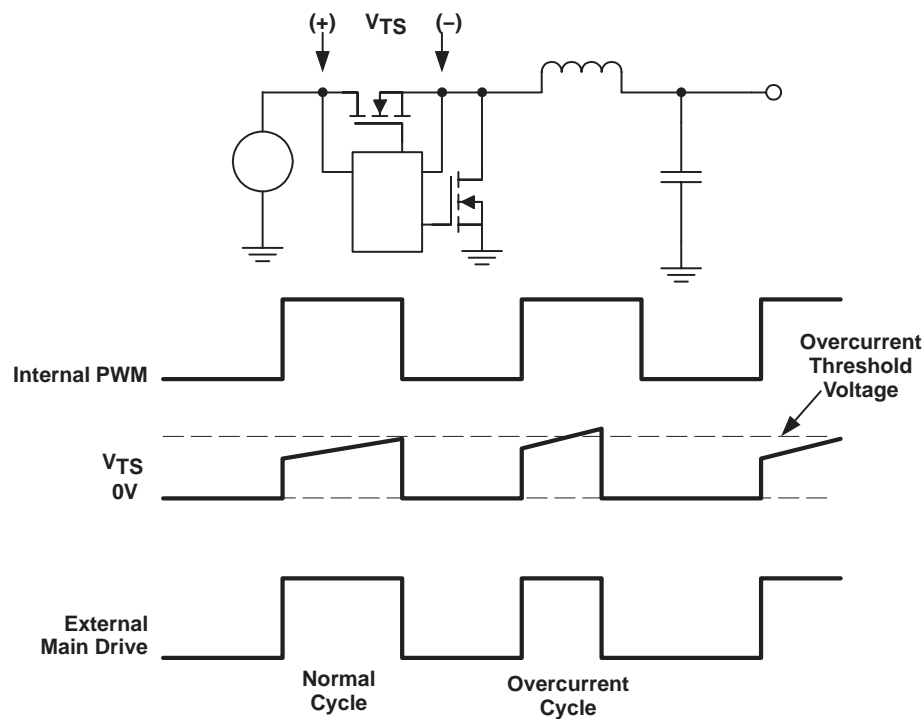 (+) VTS (–)
Internal PWM
Overcurrent
Threshold
Voltage
VTS
0V
External
Main Drive
Normal
Cycle
Overcurrent
Cycle